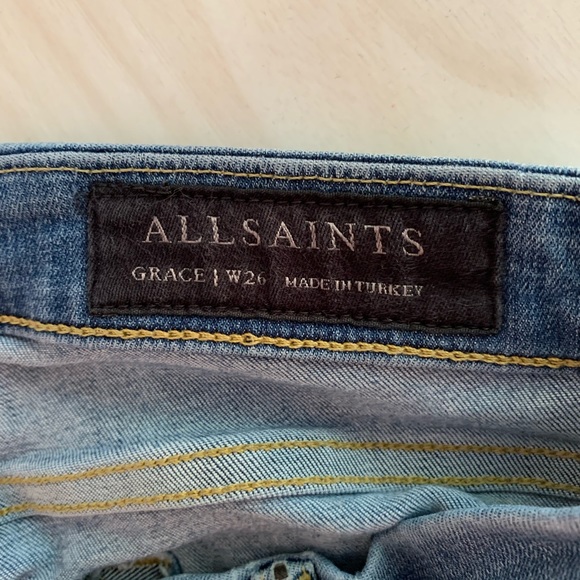 ALLSAINTS
GRACE | W26 MADE IN TURKEY